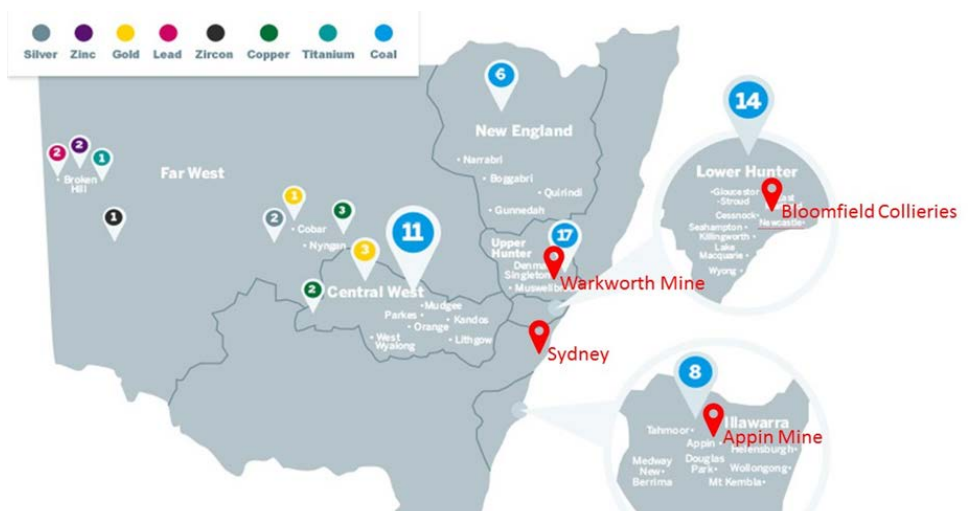 Silver Zinc Gold Lead Zircon Copper Titanium Coal
6
14
New England
Narrabri
Boggabri
Quirindi
Gunnedah
2
2
1
Broken
Hill
Far West
1
1
2
3
Cobar
Nyngan
11
3
2
Central West
Mudgee
Parkes
Kandos
Orange
West
Wyalong
Lithgow
Upper
Hunter
17
Singleton
Warkworth Mine
Sydney
Lower Hunter
Gloucester
Stroud
Cessnock
Newcastle
Seahampton
Killingworth
Lake
Macquarie
Wyong
Bloomfield Collieries
8
Illawarra
Tahmoor
Appin
Appin Mine
Helensburgh
Douglas
Park
Medway
New
Berrima
Wollongong
Mt Kembla